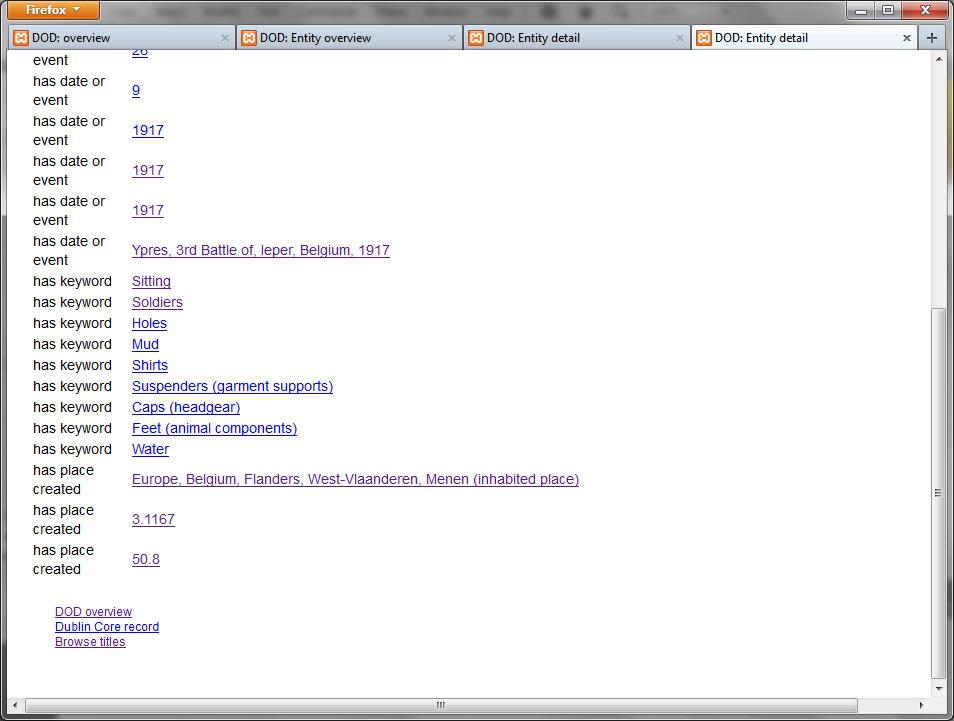 Firefox
DOD: overview
DOD: Entity overview
DOD: Entity detail
DOD: Entity detail
event 26
has date or
event 9
has date or
event 1917
has date or
event 1917
has date or
event 1917
has date or
event Ypres, 3rd Battle of, Ieper, Belgium, 1917
has keyword Sitting
has keyword Soldiers
has keyword Holes
has keyword Mud
has keyword Shirts
has keyword Suspenders (garment supports)
has keyword Caps (headgear)
has keyword Feet (animal components)
has keyword Water
has place
created Europe, Belgium, Flanders, West-Vlaanderen, Menen (inhabited place)
has place
created 3.1167
has place
created 50.8
DOD overview
Dublin Core record
Browse titles